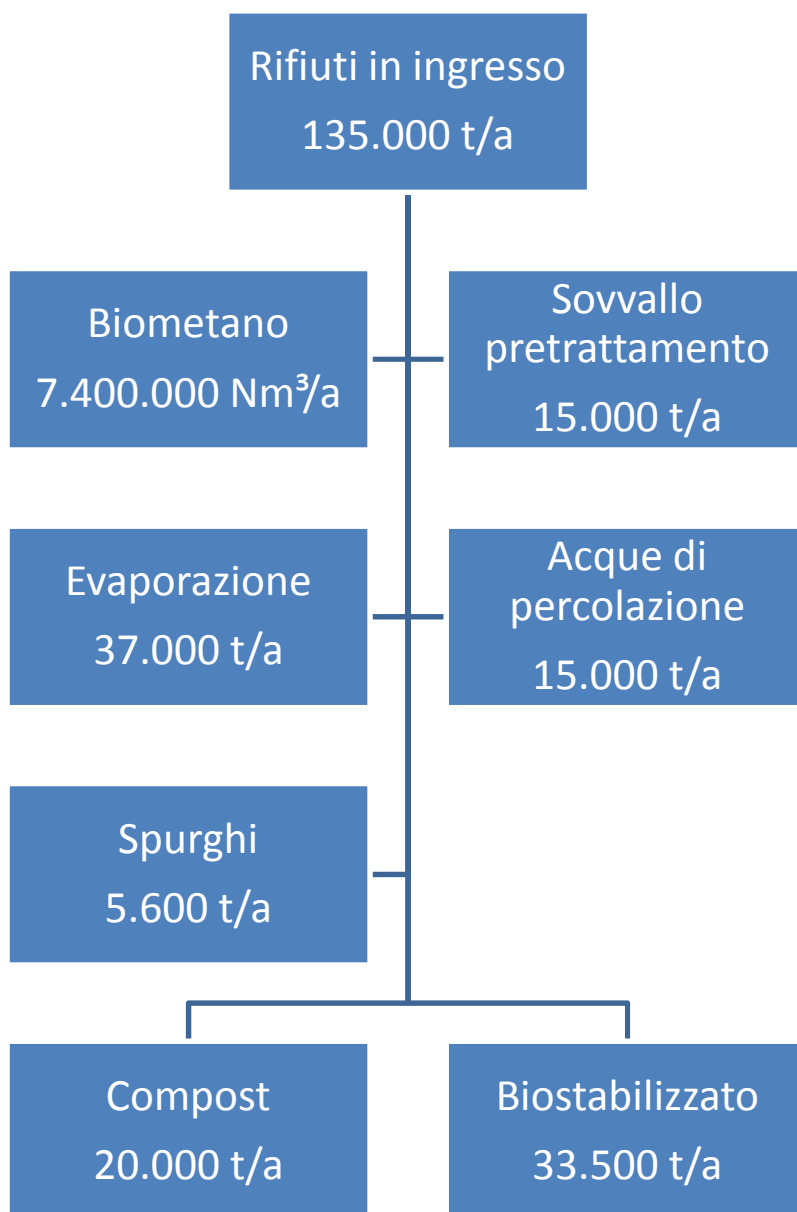 Rifiuti in ingresso
135.000 t/a
Biometano
7.400.000 Nm³/a
Sovvallo
pretrattamento
15.000 t/a
Evaporazione
37.000 t/a
Acque di
percolazione
15.000 t/a
Spurghi
5.600 t/a
Compost
20.000 t/a
Biostabilizzato
33.500 t/a